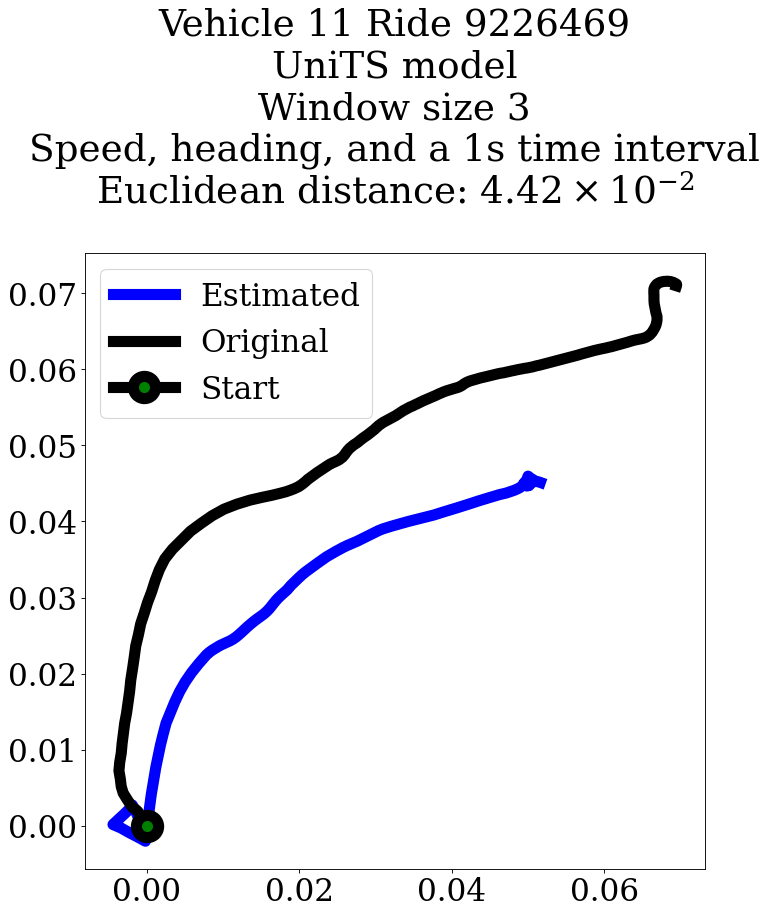 Vehicle 11 Ride 9226469
UniTS model
Window size 3
Speed, heading, and a 1s time interval
Euclidean distance: 4.42 × 10⁻²
Estimated
Original
Start
0.07
0.06
0.05
0.04
0.03
0.02
0.01
0.00
0.00 0.02 0.04 0.06